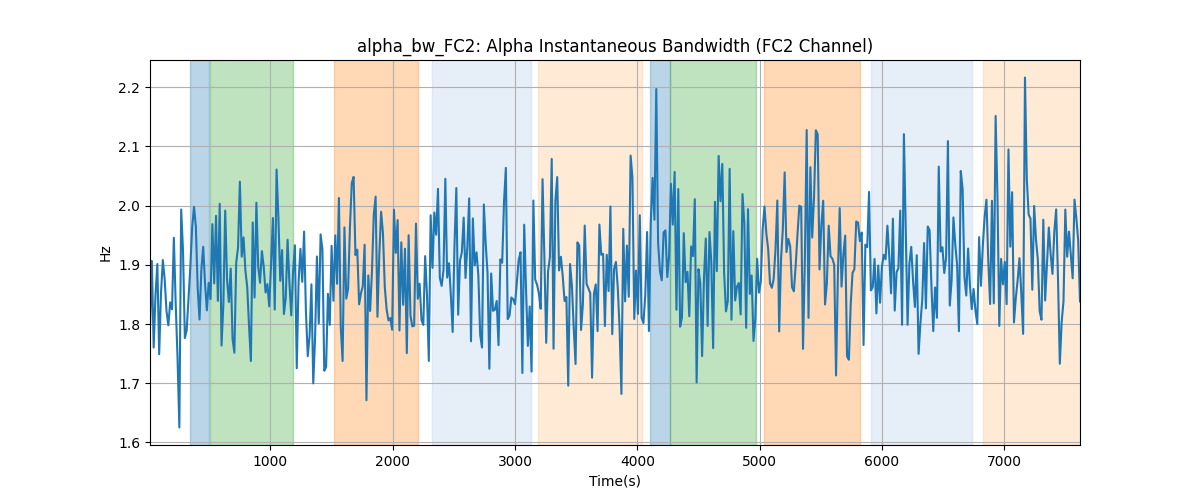 alpha_bw_FC2: Alpha Instantaneous Bandwidth (FC2 Channel)
2.2
2.1
2.0
1.9
1.8
1.7
1.6
Hz
1000 2000 3000 4000 5000 6000 7000
Time(s)